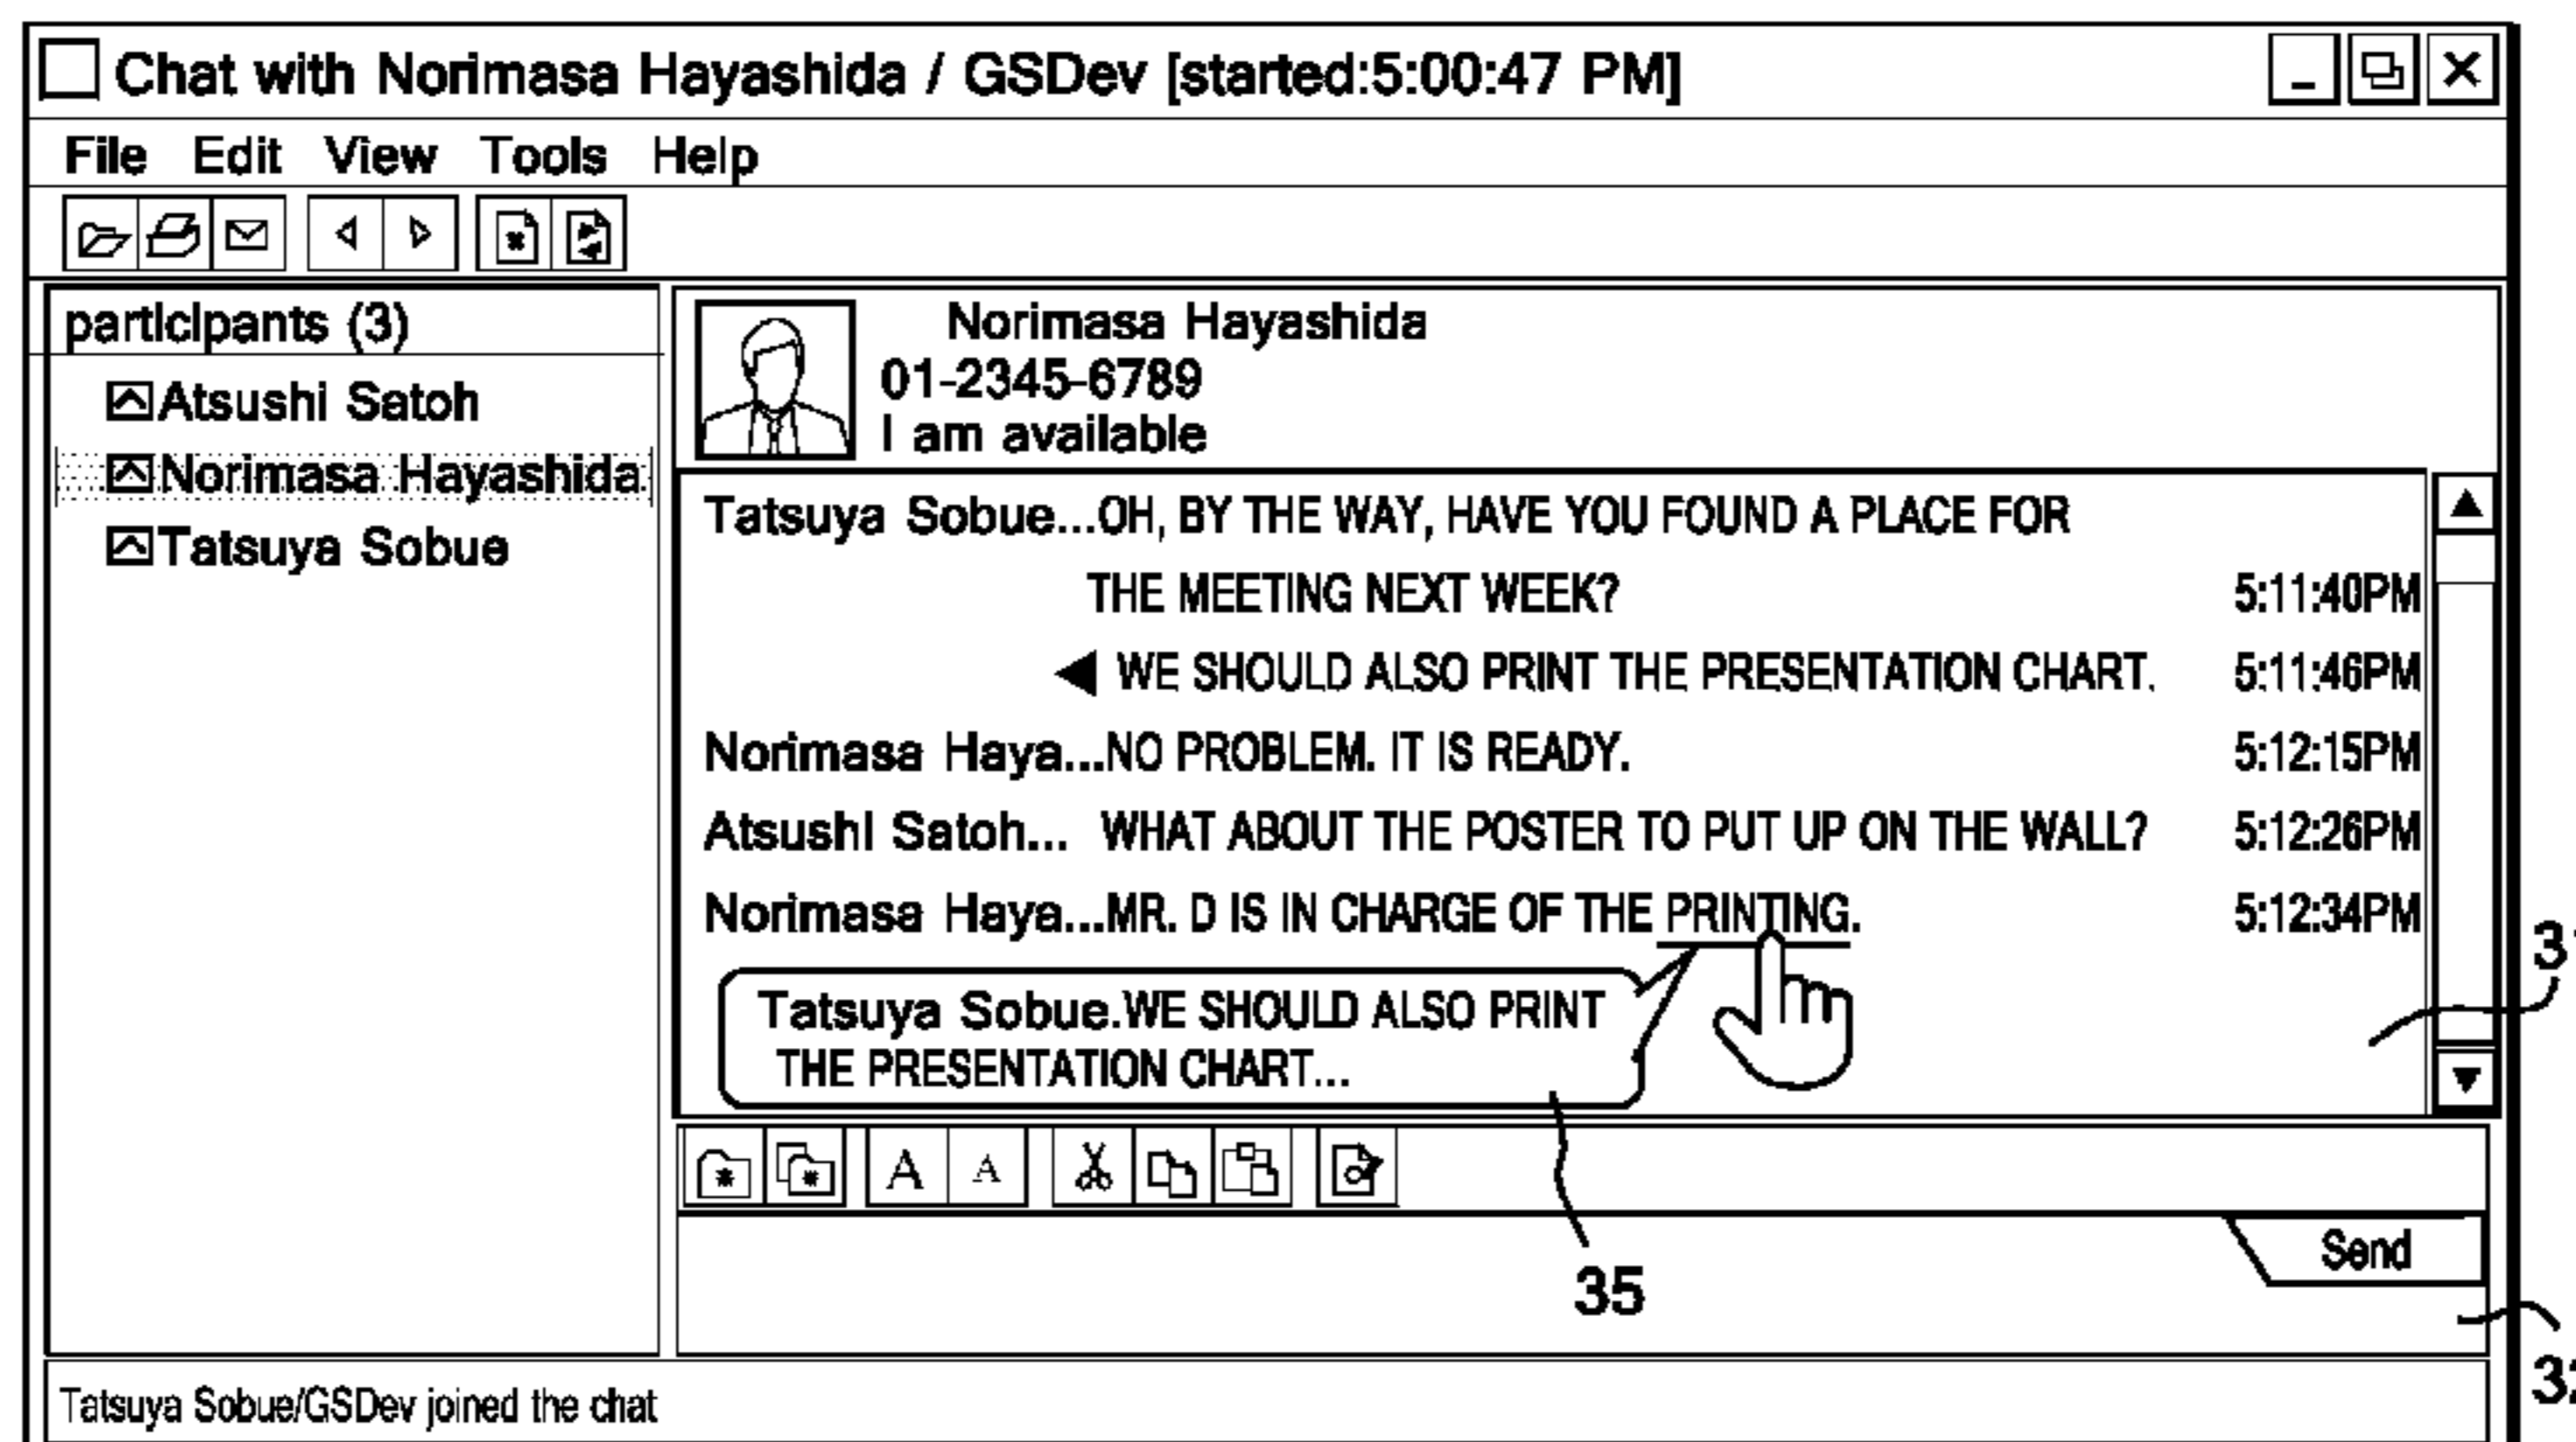 Chat with Norimasa Hayashida / GSDev [started:5:00:47 PM]
File Edit View Tools Help
participants (3)
Atsushi Satoh
Norimasa Hayashida
Tatsuya Sobue
Norimasa Hayashida
01-2345-6789
I am available
Tatsuya Sobue...OH, BY THE WAY, HAVE YOU FOUND A PLACE FOR
THE MEETING NEXT WEEK? 5:11:40PM
◀ WE SHOULD ALSO PRINT THE PRESENTATION CHART. 5:11:46PM
Norimasa Haya...NO PROBLEM. IT IS READY. 5:12:15PM
Atsushi Satoh... WHAT ABOUT THE POSTER TO PUT UP ON THE WALL? 5:12:26PM
Norimasa Haya...MR. D IS IN CHARGE OF THE PRINTING. 5:12:34PM
Tatsuya Sobue.WE SHOULD ALSO PRINT
THE PRESENTATION CHART...
A A
Send
35
Tatsuya Sobue/GSDev joined the chat